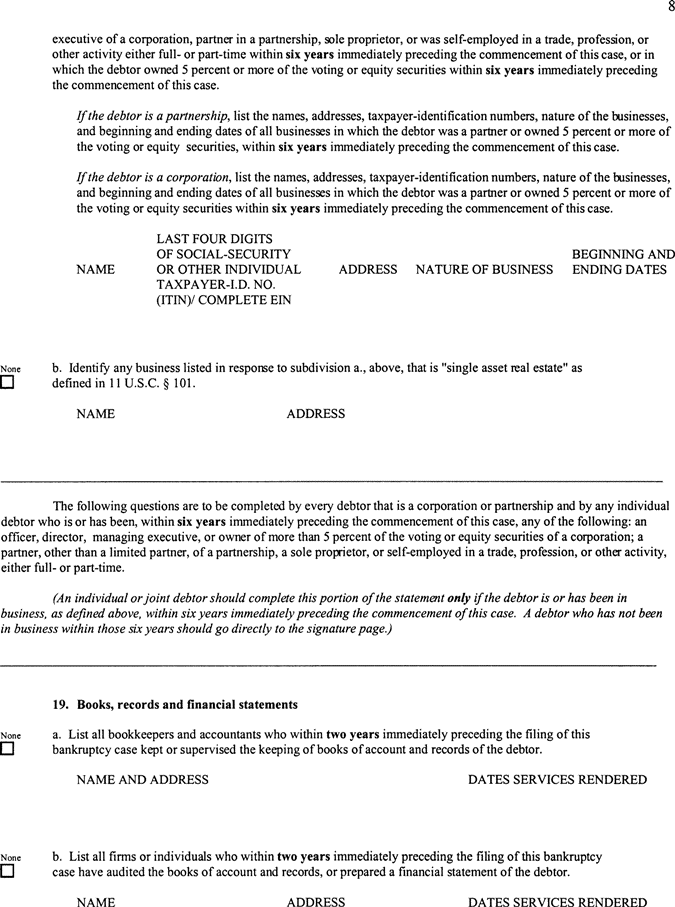 8
executive of a corporation, partner in a partnership, sole proprietor, or was self-employed in a trade, profession, or
other activity either full- or part-time within six years immediately preceding the commencement of this case, or in
which the debtor owned 5 percent or more of the voting or equity securities within six years immediately preceding
the commencement of this case.
If the debtor is a partnership, list the names, addresses, taxpayer-identification numbers, nature of the businesses,
and beginning and ending dates of all businesses in which the debtor was a partner or owned 5 percent or more of
the voting or equity securities, within six years immediately preceding the commencement of this case.
If the debtor is a corporation, list the names, addresses, taxpayer-identification numbers, nature of the businesses,
and beginning and ending dates of all businesses in which the debtor was a partner or owned 5 percent or more of
the voting or equity securities within six years immediately preceding the commencement of this case.
LAST FOUR DIGITS
OF SOCIAL-SECURITY BEGINNING AND
NAME OR OTHER INDIVIDUAL ADDRESS NATURE OF BUSINESS ENDING DATES
TAXPAYER-I.D. NO.
(ITIN)/ COMPLETE EIN
None b. Identify any business listed in response to subdivision a., above, that is "single asset real estate" as
defined in 11 U.S.C. § 101.
NAME ADDRESS
The following questions are to be completed by every debtor that is a corporation or partnership and by any individual
debtor who is or has been, within six years immediately preceding the commencement of this case, any of the following: an
officer, director, managing executive, or owner of more than 5 percent of the voting or equity securities of a corporation; a
partner, other than a limited partner, of a partnership, a sole proprietor, or self-employed in a trade, profession, or other activity,
either full- or part-time.
(An individual or joint debtor should complete this portion of the statement only if the debtor is or has been in
business, as defined above, within six years immediately preceding the commencement of this case. A debtor who has not been
in business within those six years should go directly to the signature page.)
19. Books, records and financial statements
None a. List all bookkeepers and accountants who within two years immediately preceding the filing of this
bankruptcy case kept or supervised the keeping of books of account and records of the debtor.
NAME AND ADDRESS DATES SERVICES RENDERED
None b. List all firms or individuals who within two years immediately preceding the filing of this bankruptcy
case have audited the books of account and records, or prepared a financial statement of the debtor.
NAME ADDRESS DATES SERVICES RENDERED